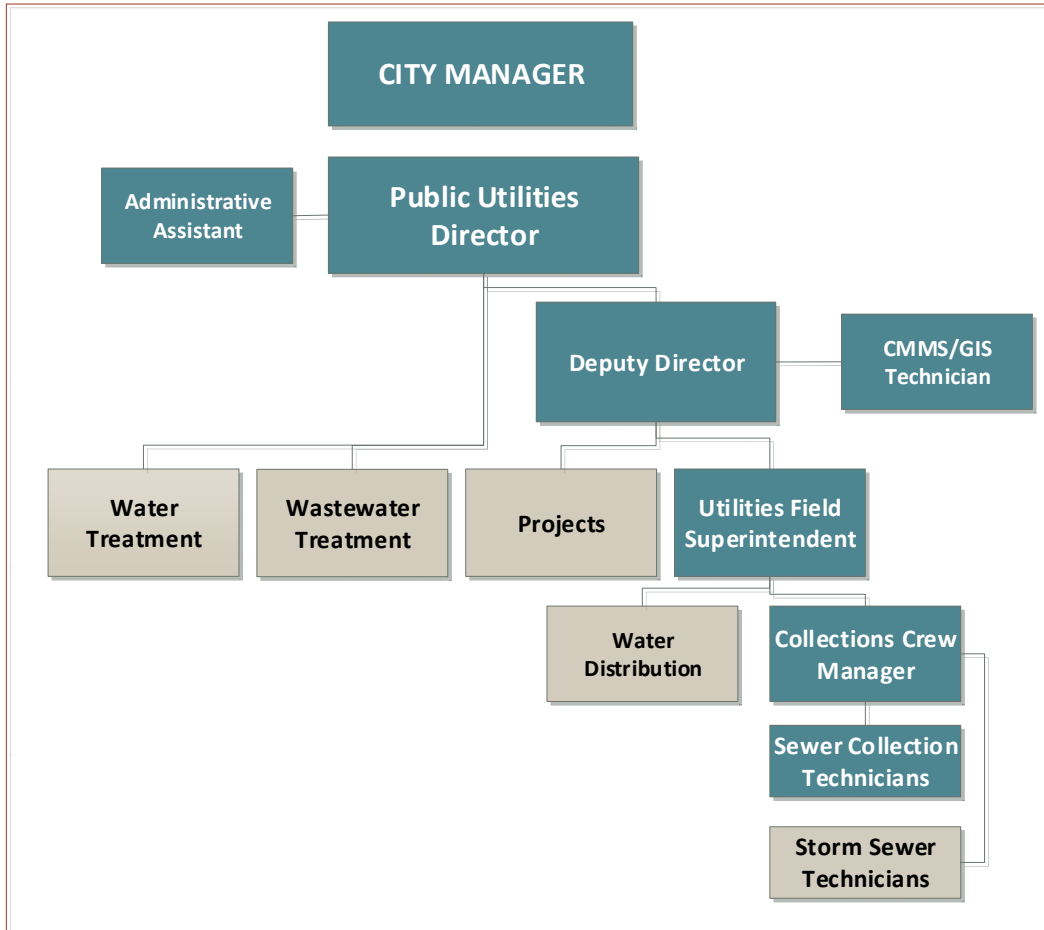 CITY MANAGER
Administrative
Assistant
Public Utilities
Director
Deputy Director
CMMS/GIS
Technician
Water
Treatment
Wastewater
Treatment
Projects
Utilities Field
Superintendent
Water
Distribution
Collections Crew
Manager
Sewer Collection
Technicians
Storm Sewer
Technicians